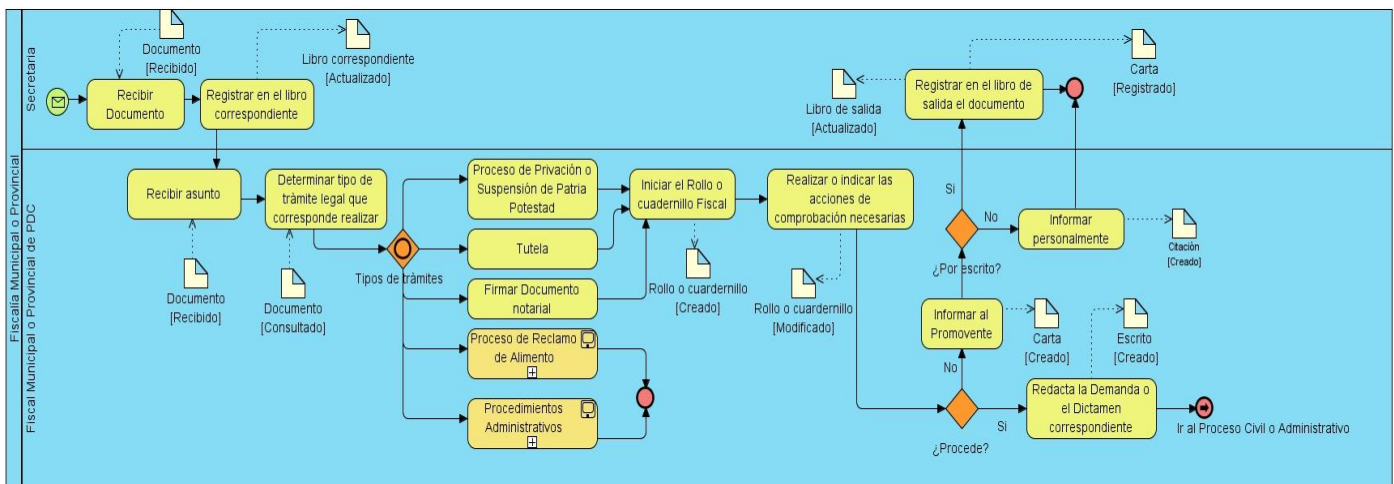 Fiscalía Municipal o Provincial
Secretaria
Documento
[Recibido]
Recibir
Documento
Registrar en el libro
correspondiente
Libro correspondiente
[Actualizado]
Libro de salida
[Actualizado]
Registrar en el libro de
salida el documento
Carta
[Registrado]
Fiscal Municipal o Provincial de PDC
Recibir asunto
Documento
[Recibido]
Determinar tipo de
tràmite legal que
corresponde realizar
Documento
[Consultado]
Tipos de tràmites
Proceso de Privación o
Suspensión de Patria
Potestad
Tutela
Firmar Documento
notarial
Proceso de Reclamo
de Alimento
Procedimientos
Administrativos
Iniciar el Rollo o
cuadernillo Fiscal
Rollo o cuardernillo
[Creado]
Realizar o indicar las
acciones de
comprobación necesarias
Rollo o cuardernillo
[Modificado]
¿Procede?
No
Si
Informar al
Promovente
Carta
[Creado]
¿Por escrito?
Si
No
Informar
personalmente
Citación
[Creado]
Redacta la Demanda o
el Dictamen
correspondiente
Escrito
[Creado]
Ir al Proceso Civil o Administrativo